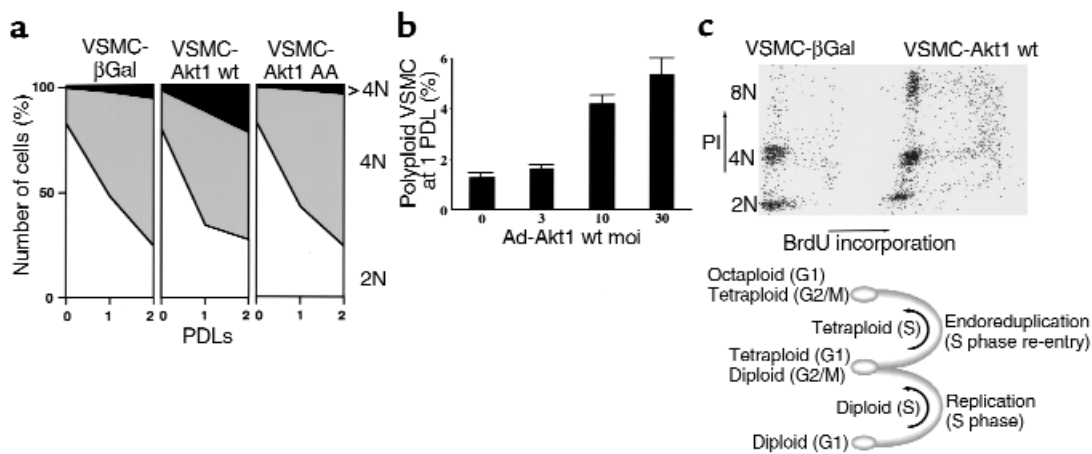 a
VSMC-
βGal
VSMC-
Akt1 wt
VSMC-
Akt1 AA
Number of cells (%)
100
50
0
0 1 2
0 1 2
0 1 2
PDLs
>4N
4N
2N
b
Polyploid VSMC
at 1 PDL (%)
6
4
2
0
0 3 10 30
Ad-Akt1 wt moi
c
VSMC-βGal
VSMC-Akt1 wt
PI
8N
4N
2N
BrdU incorporation
Octaploid (G1)
Tetraploid (G2/M)
Tetraploid (S)
Endoreduplication
(S phase re-entry)
Tetraploid (G1)
Diploid (G2/M)
Diploid (S)
Replication
(S phase)
Diploid (G1)